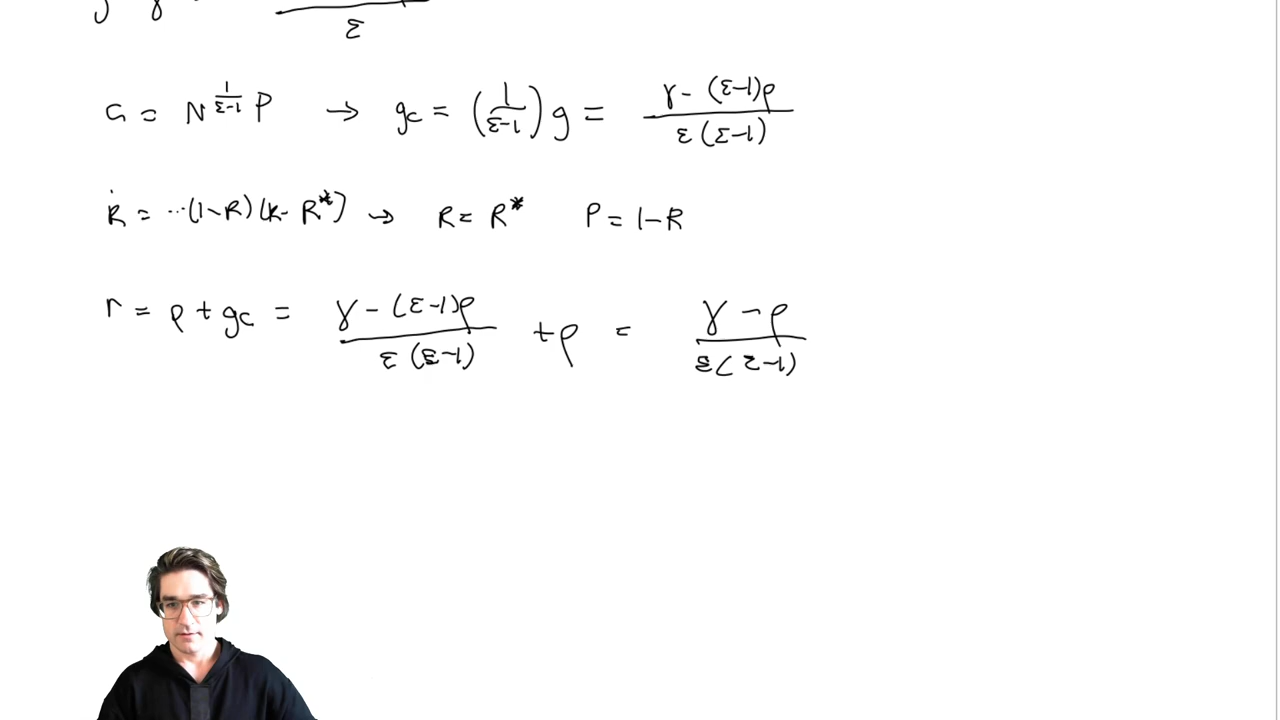 ε
G = N^{1/(ε-1)} P → g_c = (1/(ε-1)) g = (γ - (ε-1)ρ)/(ε(ε-1))
Ṙ = ···(1-R)(R - R*) → R = R* P = 1-R
r = ρ + g_c = (γ - (ε-1)ρ)/(ε(ε-1)) + ρ = (γ - ρ)/(ε(ε-1))